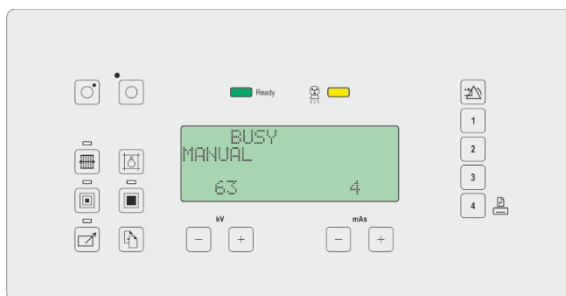 Ready
BUSY
MANUAL
63 4
kV mAs
- + - +
1
2
3
4